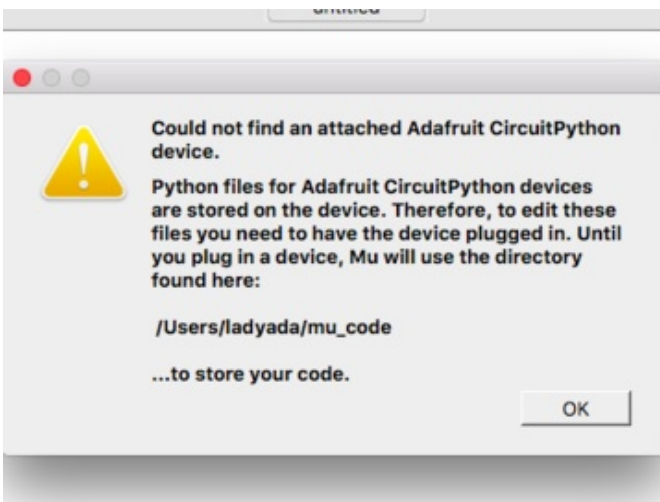 untitled
Could not find an attached Adafruit CircuitPython
device.
Python files for Adafruit CircuitPython devices
are stored on the device. Therefore, to edit these
files you need to have the device plugged in. Until
you plug in a device, Mu will use the directory
found here:
/Users/ladyada/mu_code
...to store your code.
OK